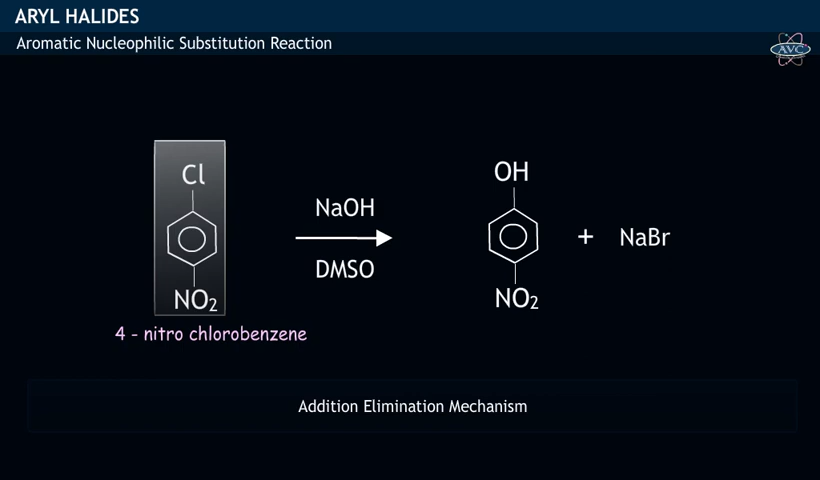 ARYL HALIDES
Aromatic Nucleophilic Substitution Reaction
AVC
Cl
NO₂
4 - nitro chlorobenzene
NaOH
DMSO
OH
NO₂
+ NaBr
Addition Elimination Mechanism